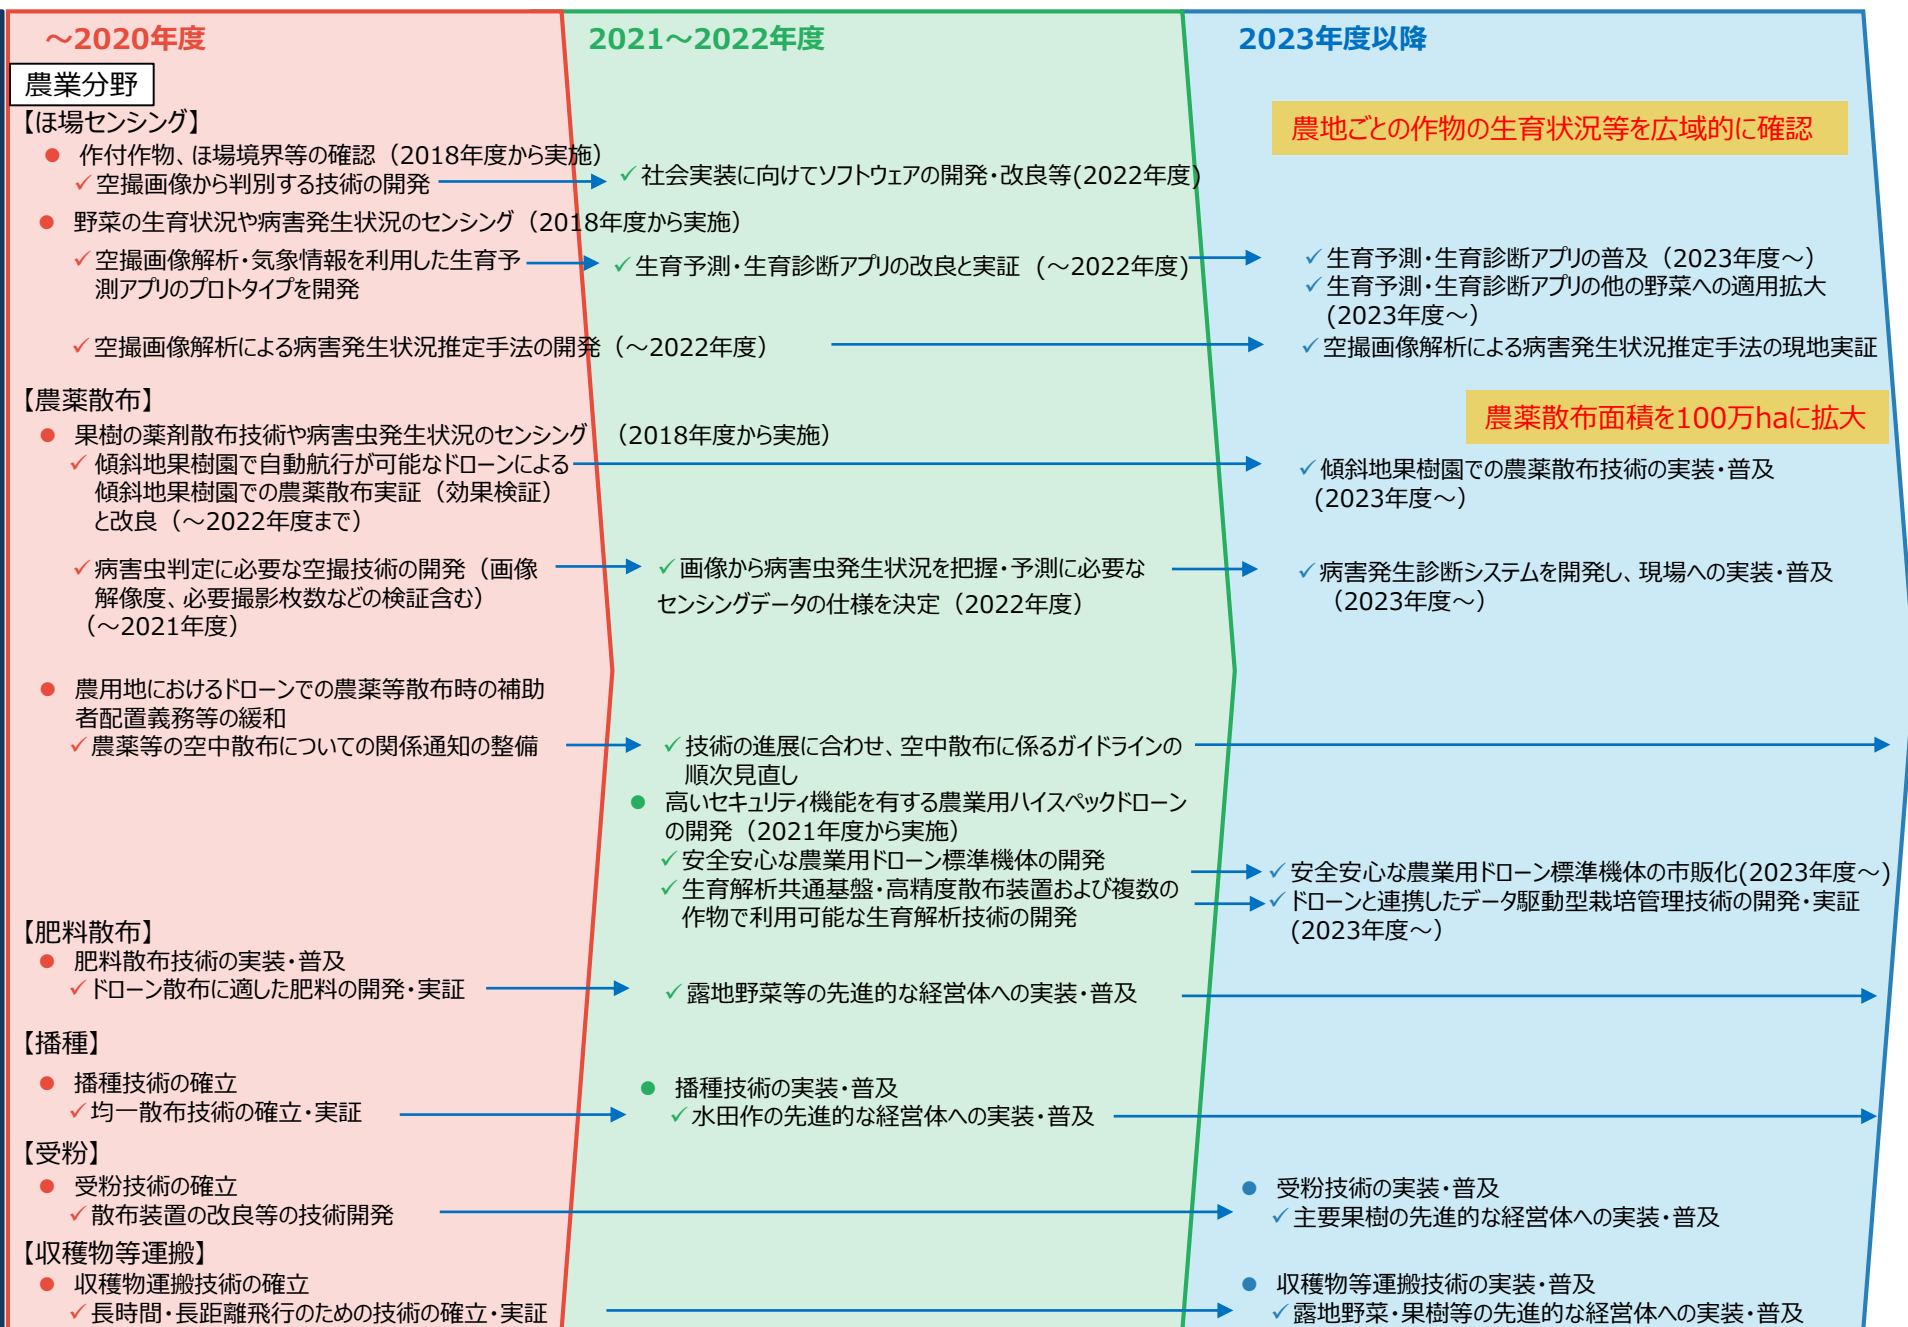 ～2020年度
2021～2022年度
2023年度以降
農業分野
【ほ場センシング】
農地ごとの作物の生育状況等を広域的に確認
● 作付作物、ほ場境界等の確認（2018年度から実施）
✓空撮画像から判別する技術の開発
✓社会実装に向けてソフトウェアの開発・改良等(2022年度)
● 野菜の生育状況や病害発生状況のセンシング（2018年度から実施）
✓空撮画像解析・気象情報を利用した生育予
測アプリのプロトタイプを開発
✓生育予測・生育診断アプリの改良と実証（～2022年度)
✓生育予測・生育診断アプリの普及（2023年度～）
✓生育予測・生育診断アプリの他の野菜への適用拡大
(2023年度～）
✓空撮画像解析による病害発生状況推定手法の開発（～2022年度）
✓空撮画像解析による病害発生状況推定手法の現地実証
【農薬散布】
農薬散布面積を100万haに拡大
● 果樹の薬剤散布技術や病害虫発生状況のセンシング （2018年度から実施）
✓傾斜地果樹園で自動航行が可能なドローンによる
傾斜地果樹園での農薬散布実証（効果検証）
と改良（～2022年度まで）
✓傾斜地果樹園での農薬散布技術の実装・普及
(2023年度～）
✓病害虫判定に必要な空撮技術の開発（画像
解像度、必要撮影枚数などの検証含む）
（～2021年度）
✓画像から病害虫発生状況を把握・予測に必要な
センシングデータの仕様を決定（2022年度）
✓病害発生診断システムを開発し、現場への実装・普及
（2023年度～）
● 農用地におけるドローンでの農薬等散布時の補助
者配置義務等の緩和
✓農薬等の空中散布についての関係通知の整備
✓技術の進展に合わせ、空中散布に係るガイドラインの
順次見直し
● 高いセキュリティ機能を有する農業用ハイスペックドローン
の開発（2021年度から実施）
✓安全安心な農業用ドローン標準機体の開発
✓生育解析共通基盤・高精度散布装置および複数の
作物で利用可能な生育解析技術の開発
✓安全安心な農業用ドローン標準機体の市販化(2023年度～）
✓ドローンと連携したデータ駆動型栽培管理技術の開発・実証
(2023年度～）
【肥料散布】
● 肥料散布技術の実装・普及
✓ドローン散布に適した肥料の開発・実証
✓露地野菜等の先進的な経営体への実装・普及
【播種】
● 播種技術の確立
✓均一散布技術の確立・実証
● 播種技術の実装・普及
✓水田作の先進的な経営体への実装・普及
【受粉】
● 受粉技術の確立
✓散布装置の改良等の技術開発
● 受粉技術の実装・普及
✓主要果樹の先進的な経営体への実装・普及
【収穫物等運搬】
● 収穫物運搬技術の確立
✓長時間・長距離飛行のための技術の確立・実証
● 収穫物等運搬技術の実装・普及
✓露地野菜・果樹等の先進的な経営体への実装・普及